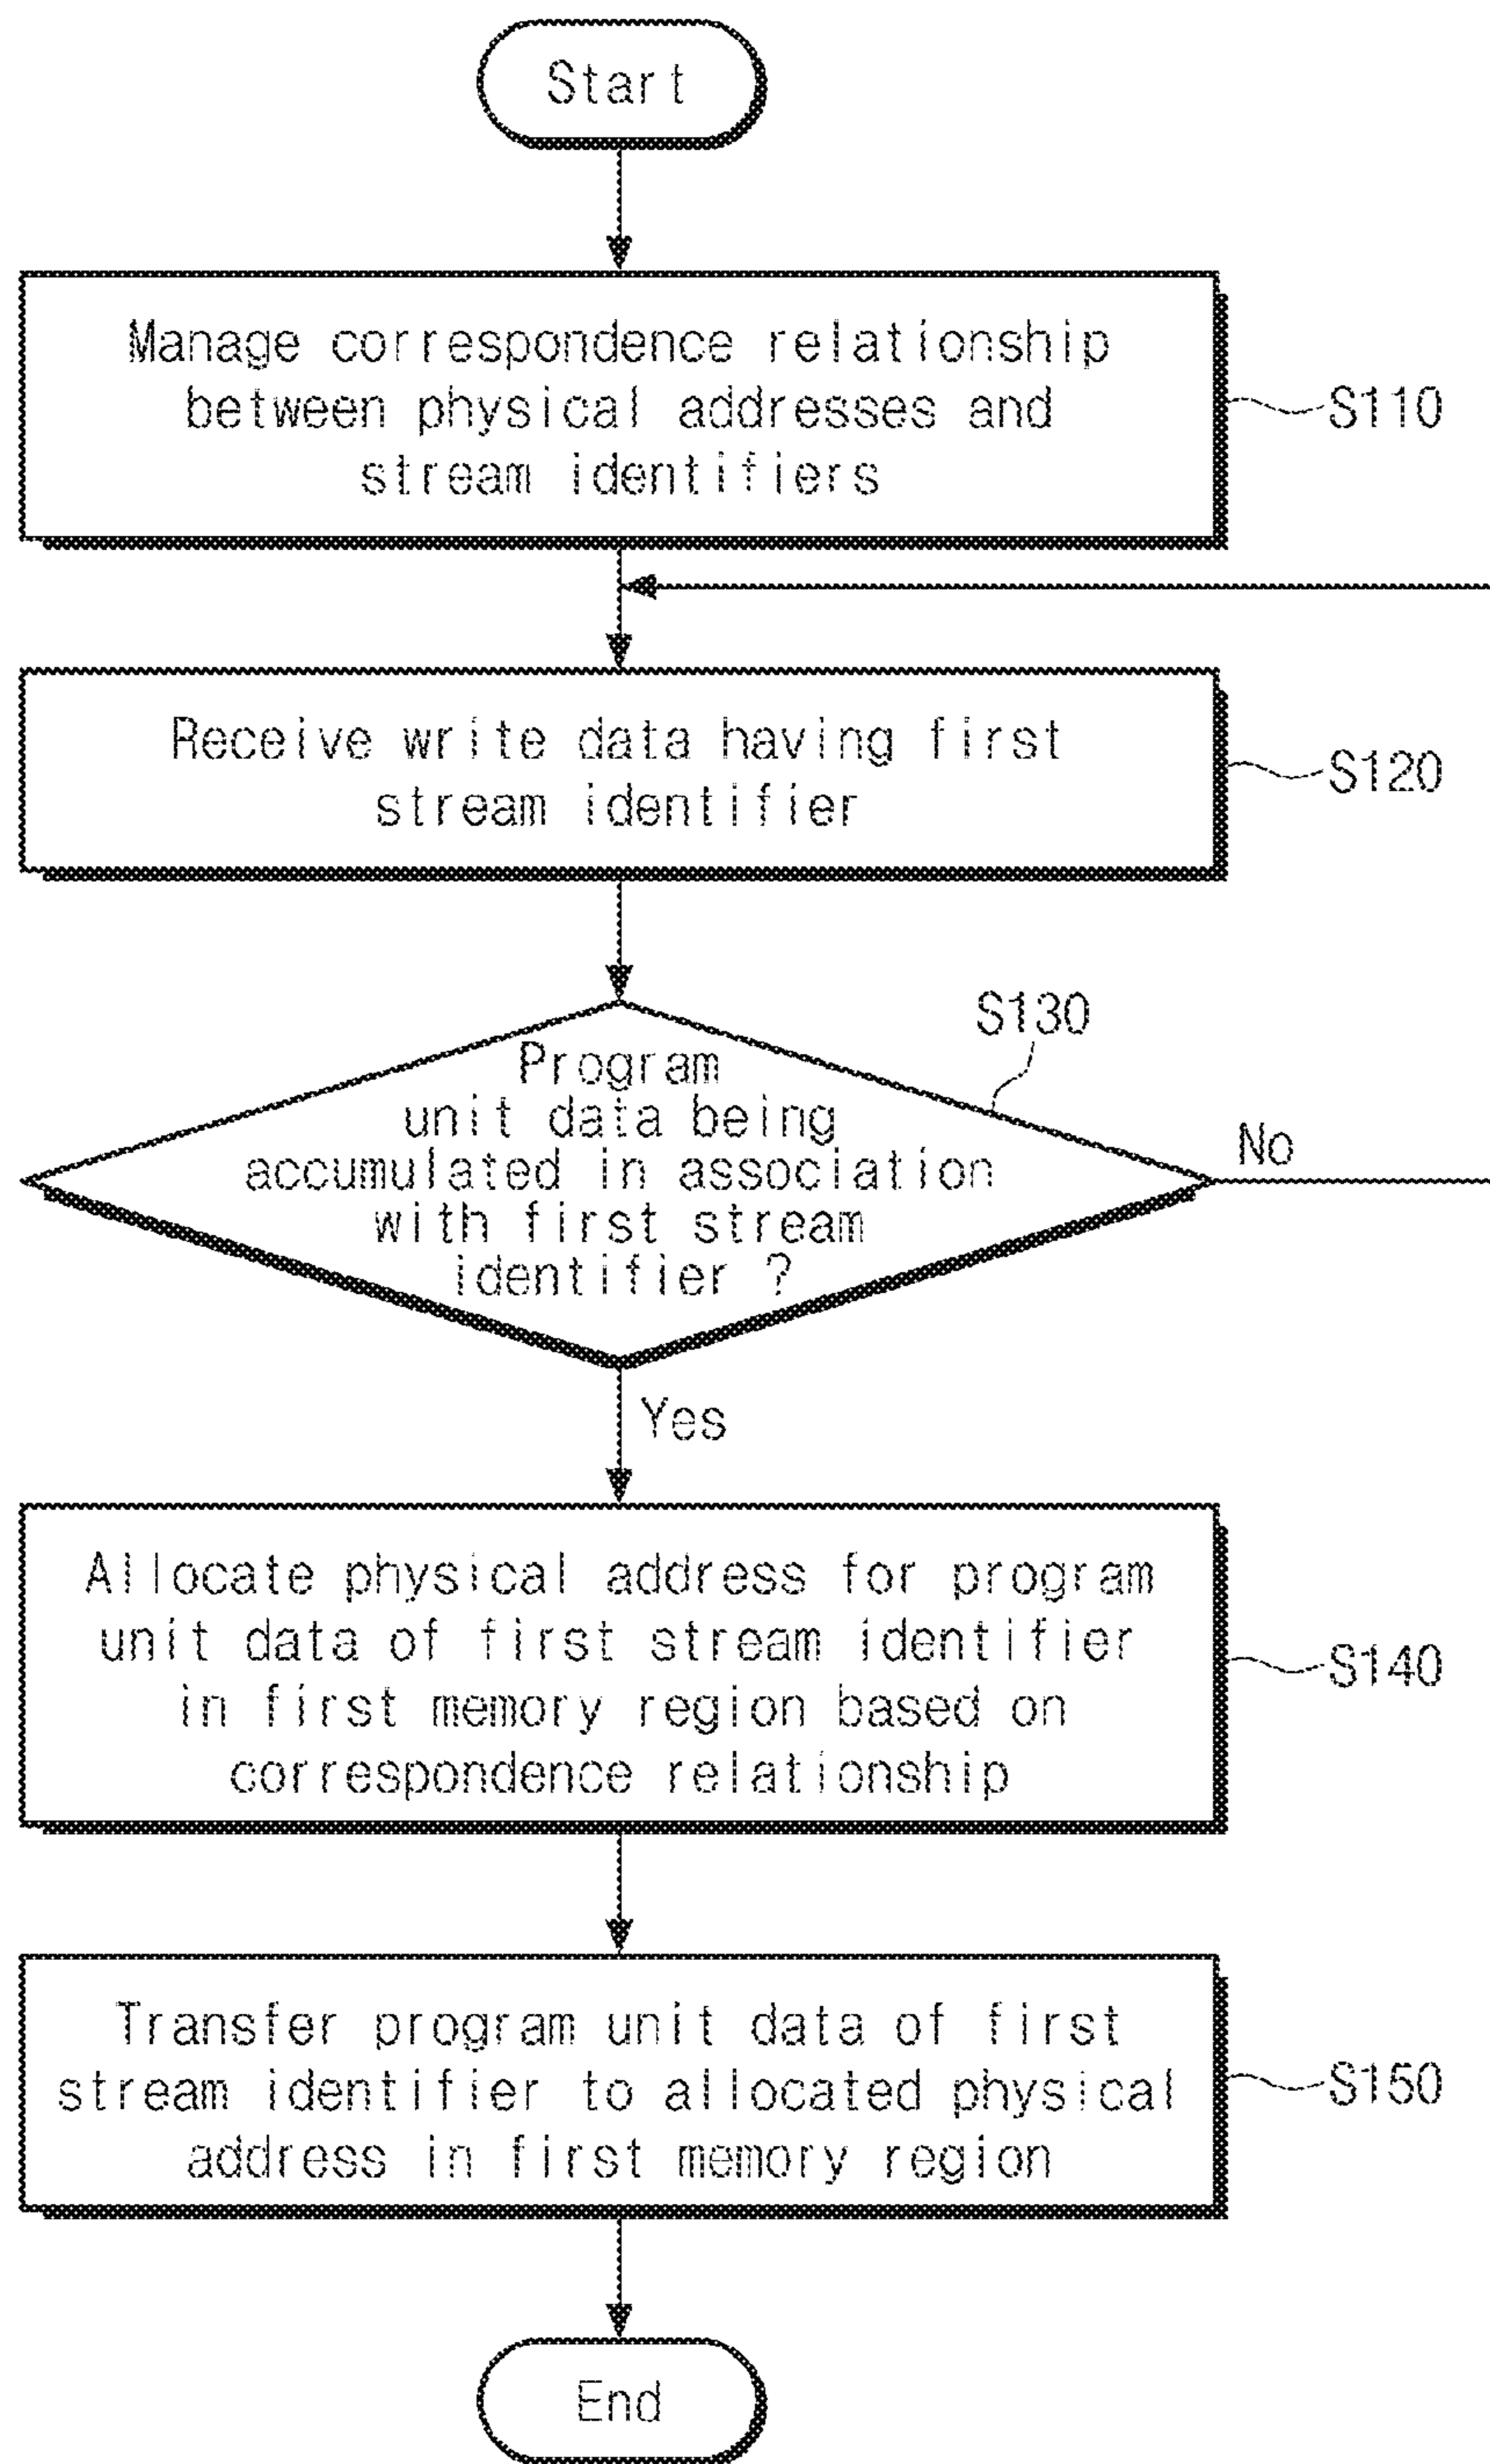 Start
Manage correspondence relationship
between physical addresses and
stream identifiers
S110
Receive write data having first
stream identifier
S120
S130
Program
unit data being
accumulated in association
with first stream
identifier ?
No
Yes
Allocate physical address for program
unit data of first stream identifier
in first memory region based on
correspondence relationship
S140
Transfer program unit data of first
stream identifier to allocated physical
address in first memory region
S150
End